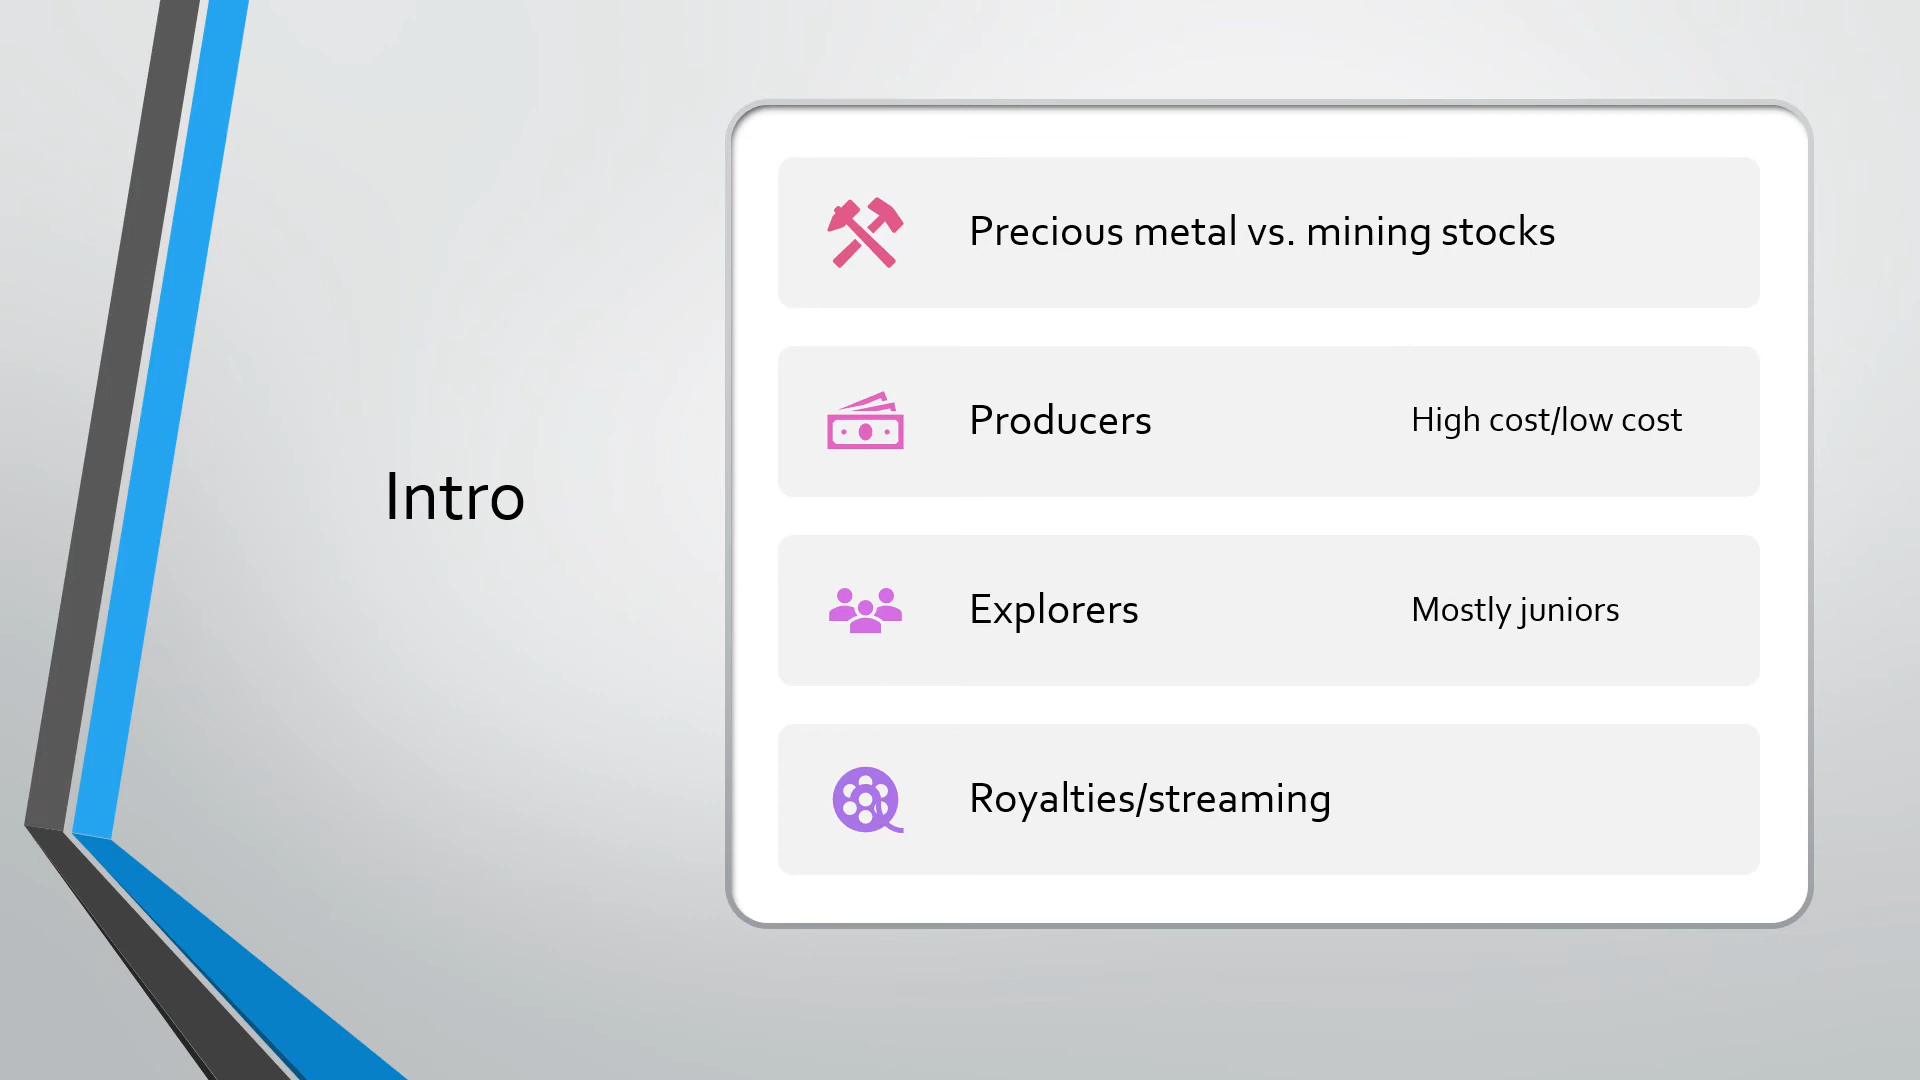 Intro
Precious metal vs. mining stocks
Producers
High cost/low cost
Explorers
Mostly juniors
Royalties/streaming